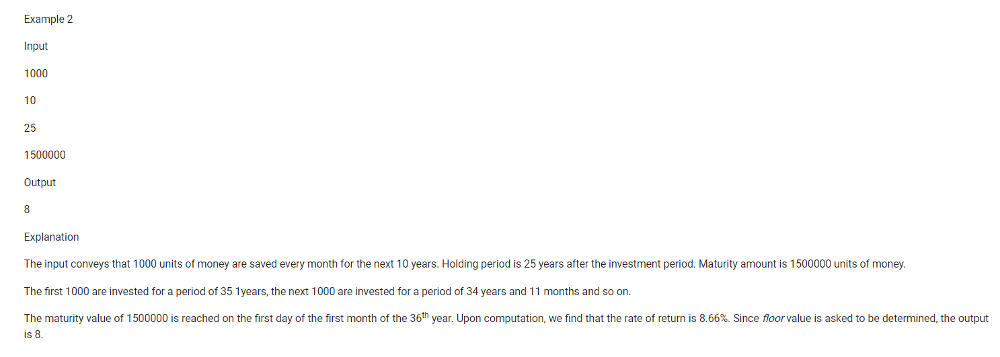 Example 2
Input
1000
10
25
1500000
Output
8
Explanation
The input conveys that 1000 units of money are saved every month for the next 10 years. Holding period is 25 years after the investment period. Maturity amount is 1500000 units of money.
The first 1000 are invested for a period of 35 1years, the next 1000 are invested for a period of 34 years and 11 months and so on.
The maturity value of 1500000 is reached on the first day of the first month of the 36th year. Upon computation, we find that the rate of return is 8.66%. Since floor value is asked to be determined, the output
is 8.